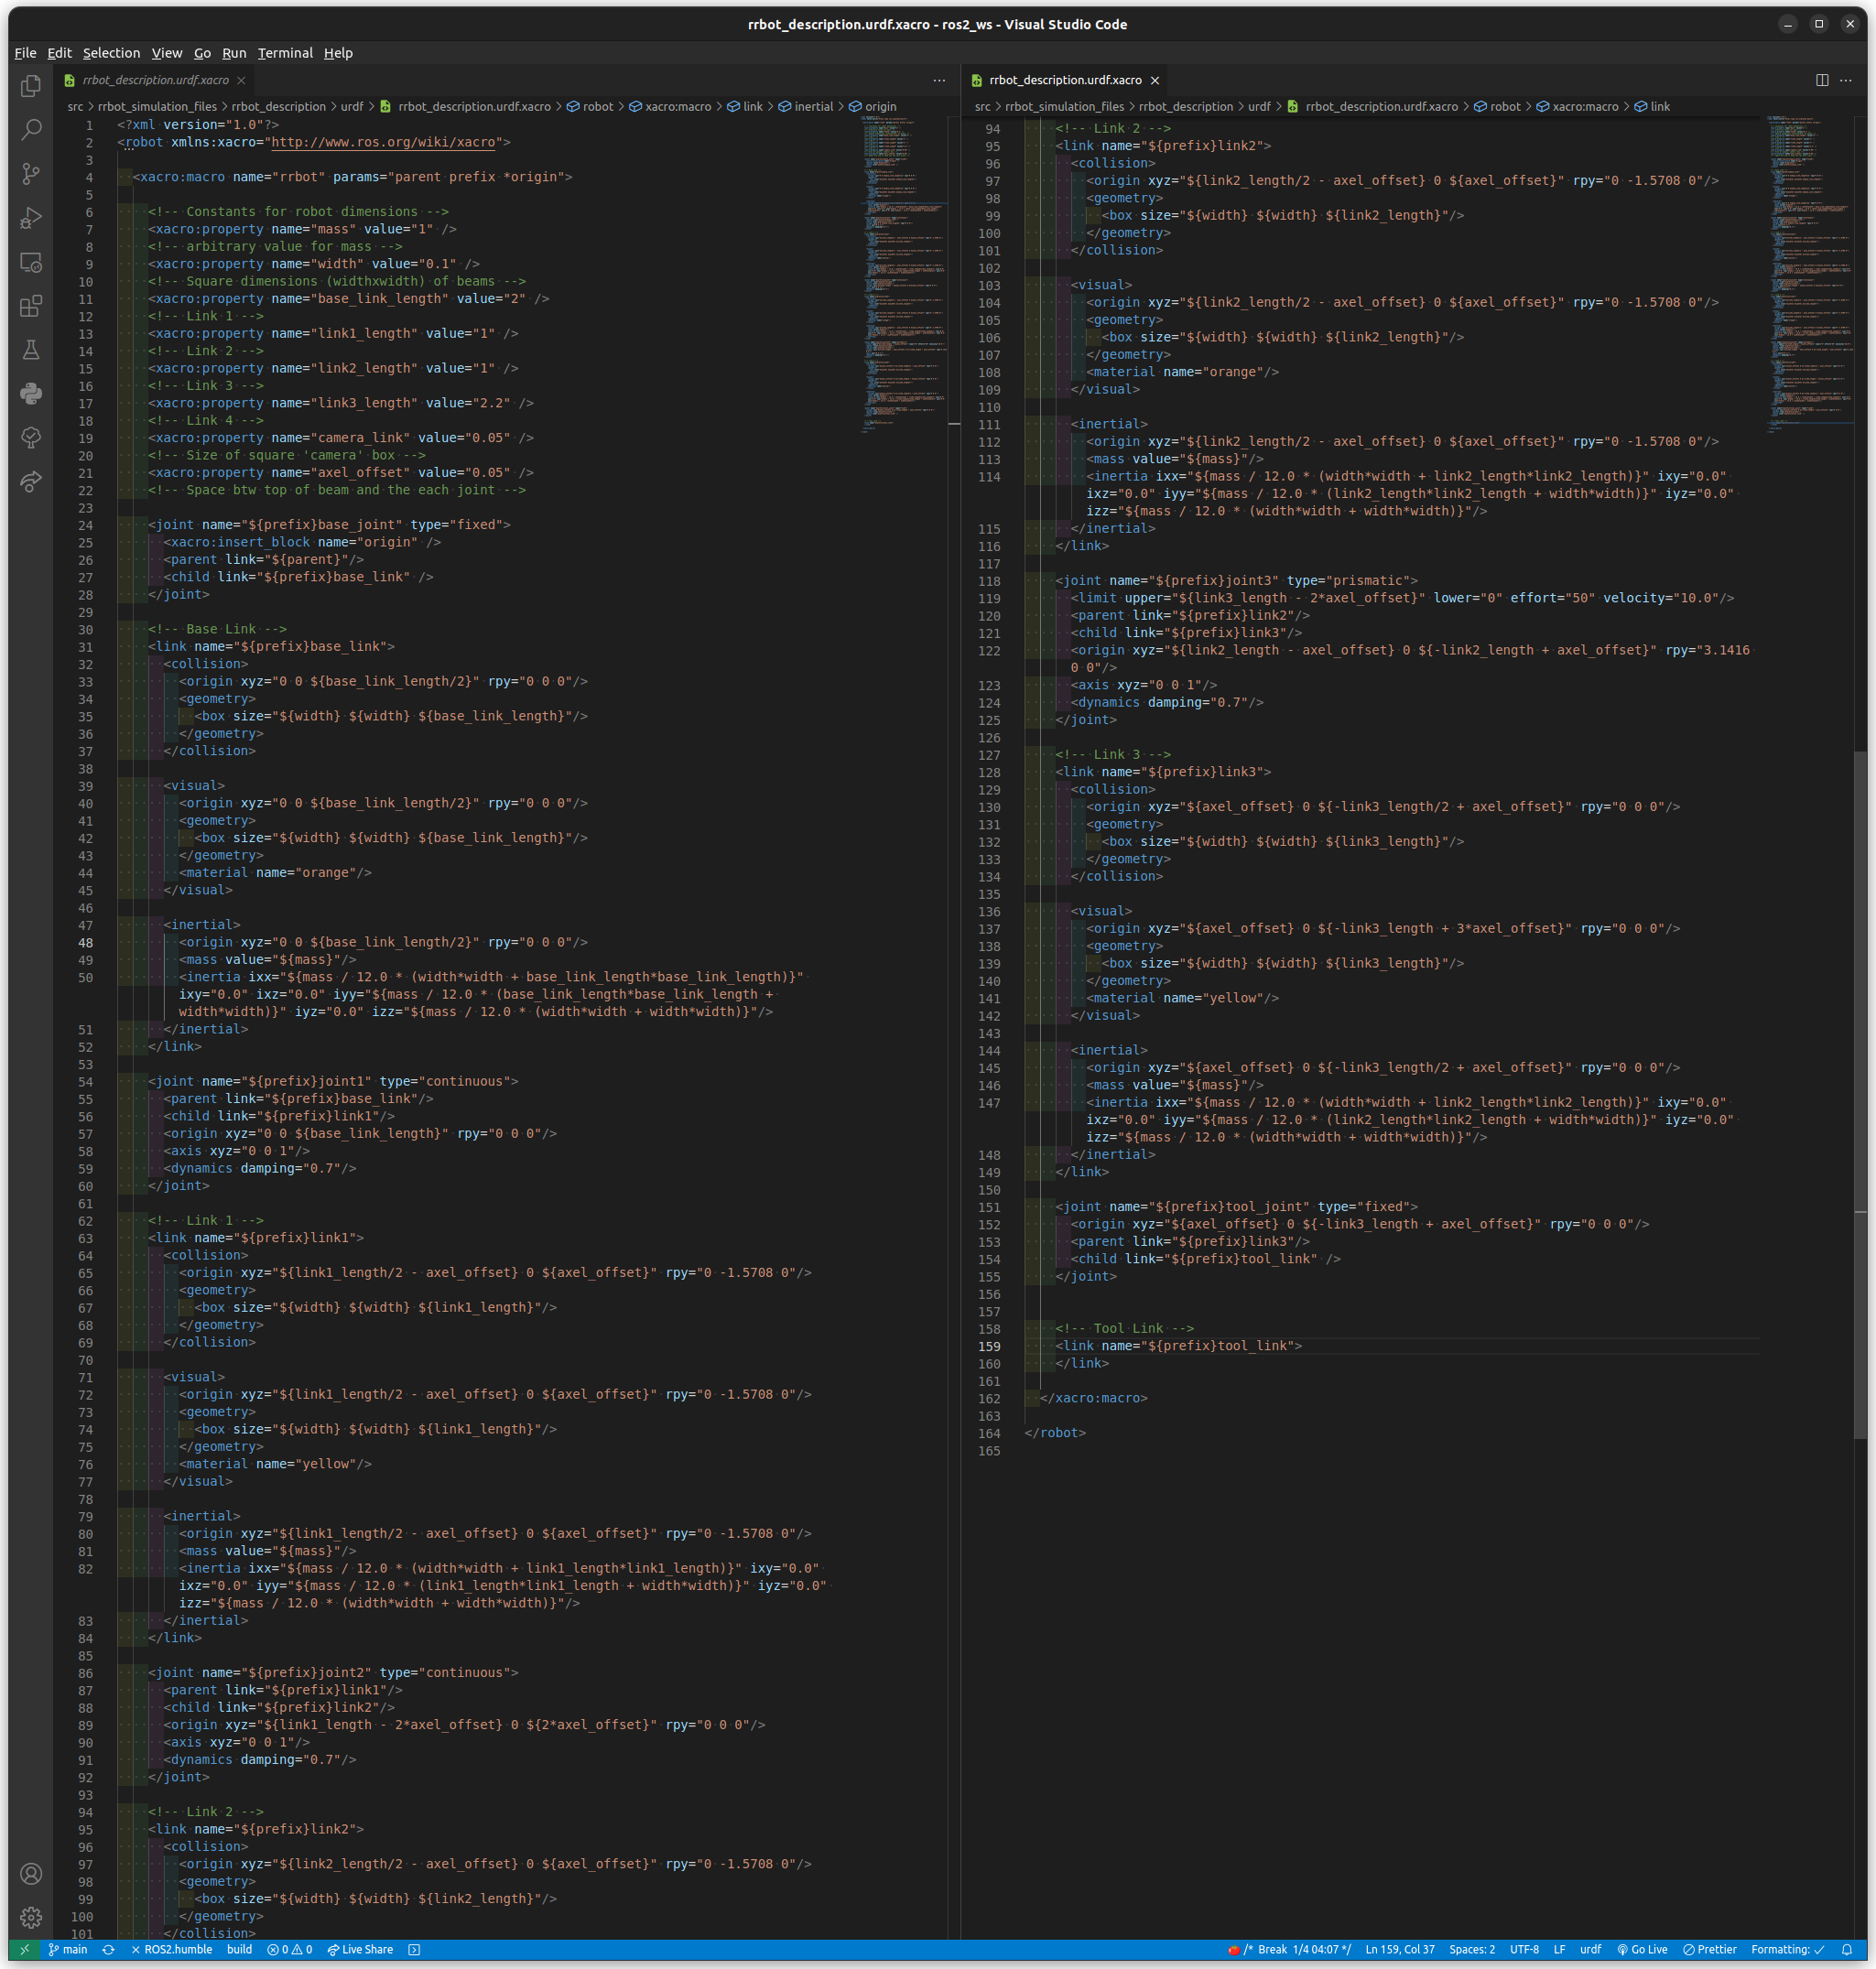 rrbot_description.urdf.xacro - ros2_ws - Visual Studio Code
File Edit Selection View Go Run Terminal Help
rrbot_description.urdf.xacro
src > rrbot_simulation_files > rrbot_description > urdf > rrbot_description.urdf.xacro > robot > xacro:macro > link > inertial > origin
1 <?xml version="1.0"?>
2 <robot xmlns:xacro="http://www.ros.org/wiki/xacro">
3
4 <xacro:macro name="rrbot" params="parent prefix *origin">
5
6 <!-- Constants for robot dimensions -->
7 <xacro:property name="mass" value="1" />
8 <!-- arbitrary value for mass -->
9 <xacro:property name="width" value="0.1" />
10 <!-- Square dimensions (widthxwidth) of beams -->
11 <xacro:property name="base_link_length" value="2" />
12 <!-- Link 1 -->
13 <xacro:property name="link1_length" value="1" />
14 <!-- Link 2 -->
15 <xacro:property name="link2_length" value="1" />
16 <!-- Link 3 -->
17 <xacro:property name="link3_length" value="2.2" />
18 <!-- Link 4 -->
19 <xacro:property name="camera_link" value="0.05" />
20 <!-- Size of square 'camera' box -->
21 <xacro:property name="axel_offset" value="0.05" />
22 <!-- Space btw top of beam and the each joint -->
23
24 <joint name="${prefix}base_joint" type="fixed">
25 <xacro:insert_block name="origin" />
26 <parent link="${parent}"/>
27 <child link="${prefix}base_link" />
28 </joint>
29
30 <!-- Base Link -->
31 <link name="${prefix}base_link">
32 <collision>
33 <origin xyz="0 0 ${base_link_length/2}" rpy="0 0 0"/>
34 <geometry>
35 <box size="${width} ${width} ${base_link_length}"/>
36 </geometry>
37 </collision>
38
39 <visual>
40 <origin xyz="0 0 ${base_link_length/2}" rpy="0 0 0"/>
41 <geometry>
42 <box size="${width} ${width} ${base_link_length}"/>
43 </geometry>
44 <material name="orange"/>
45 </visual>
46
47 <inertial>
48 <origin xyz="0 0 ${base_link_length/2}" rpy="0 0 0"/>
49 <mass value="${mass}"/>
50 <inertia ixx="${mass / 12.0 * (width*width + base_link_length*base_link_length)}"
ixy="0.0" ixz="0.0" iyy="${mass / 12.0 * (base_link_length*base_link_length +
width*width)}" iyz="0.0" izz="${mass / 12.0 * (width*width + width*width)}"/>
51 </inertial>
52 </link>
53
54 <joint name="${prefix}joint1" type="continuous">
55 <parent link="${prefix}base_link"/>
56 <child link="${prefix}link1"/>
57 <origin xyz="0 0 ${base_link_length}" rpy="0 0 0"/>
58 <axis xyz="0 0 1"/>
59 <dynamics damping="0.7"/>
60 </joint>
61
62 <!-- Link 1 -->
63 <link name="${prefix}link1">
64 <collision>
65 <origin xyz="${link1_length/2 - axel_offset} 0 ${axel_offset}" rpy="0 -1.5708 0"/>
66 <geometry>
67 <box size="${width} ${width} ${link1_length}"/>
68 </geometry>
69 </collision>
70
71 <visual>
72 <origin xyz="${link1_length/2 - axel_offset} 0 ${axel_offset}" rpy="0 -1.5708 0"/>
73 <geometry>
74 <box size="${width} ${width} ${link1_length}"/>
75 </geometry>
76 <material name="yellow"/>
77 </visual>
78
79 <inertial>
80 <origin xyz="${link1_length/2 - axel_offset} 0 ${axel_offset}" rpy="0 -1.5708 0"/>
81 <mass value="${mass}"/>
82 <inertia ixx="${mass / 12.0 * (width*width + link1_length*link1_length)}" ixy="0.0"
ixz="0.0" iyy="${mass / 12.0 * (link1_length*link1_length + width*width)}" iyz="0.0"
izz="${mass / 12.0 * (width*width + width*width)}"/>
83 </inertial>
84 </link>
85
86 <joint name="${prefix}joint2" type="continuous">
87 <parent link="${prefix}link1"/>
88 <child link="${prefix}link2"/>
89 <origin xyz="${link1_length - 2*axel_offset} 0 ${2*axel_offset}" rpy="0 0 0"/>
90 <axis xyz="0 0 1"/>
91 <dynamics damping="0.7"/>
92 </joint>
93
94 <!-- Link 2 -->
95 <link name="${prefix}link2">
96 <collision>
97 <origin xyz="${link2_length/2 - axel_offset} 0 ${axel_offset}" rpy="0 -1.5708 0"/>
98 <geometry>
99 <box size="${width} ${width} ${link2_length}"/>
100 </geometry>
101 </collision>
rrbot_description.urdf.xacro
src > rrbot_simulation_files > rrbot_description > urdf > rrbot_description.urdf.xacro > robot > xacro:macro > link
94 <!-- Link 2 -->
95 <link name="${prefix}link2">
96 <collision>
97 <origin xyz="${link2_length/2 - axel_offset} 0 ${axel_offset}" rpy="0 -1.5708 0"/>
98 <geometry>
99 <box size="${width} ${width} ${link2_length}"/>
100 </geometry>
101 </collision>
102
103 <visual>
104 <origin xyz="${link2_length/2 - axel_offset} 0 ${axel_offset}" rpy="0 -1.5708 0"/>
105 <geometry>
106 <box size="${width} ${width} ${link2_length}"/>
107 </geometry>
108 <material name="orange"/>
109 </visual>
110
111 <inertial>
112 <origin xyz="${link2_length/2 - axel_offset} 0 ${axel_offset}" rpy="0 -1.5708 0"/>
113 <mass value="${mass}"/>
114 <inertia ixx="${mass / 12.0 * (width*width + link2_length*link2_length)}" ixy="0.0"
ixz="0.0" iyy="${mass / 12.0 * (link2_length*link2_length + width*width)}" iyz="0.0"
izz="${mass / 12.0 * (width*width + width*width)}"/>
115 </inertial>
116 </link>
117
118 <joint name="${prefix}joint3" type="prismatic">
119 <limit upper="${link3_length - 2*axel_offset}" lower="0" effort="50" velocity="10.0"/>
120 <parent link="${prefix}link2"/>
121 <child link="${prefix}link3"/>
122 <origin xyz="${link2_length - axel_offset} 0 ${-link2_length + axel_offset}" rpy="3.1416
0 0"/>
123 <axis xyz="0 0 1"/>
124 <dynamics damping="0.7"/>
125 </joint>
126
127 <!-- Link 3 -->
128 <link name="${prefix}link3">
129 <collision>
130 <origin xyz="${axel_offset} 0 ${-link3_length/2 + axel_offset}" rpy="0 0 0"/>
131 <geometry>
132 <box size="${width} ${width} ${link3_length}"/>
133 </geometry>
134 </collision>
135
136 <visual>
137 <origin xyz="${axel_offset} 0 ${-link3_length + 3*axel_offset}" rpy="0 0 0"/>
138 <geometry>
139 <box size="${width} ${width} ${link3_length}"/>
140 </geometry>
141 <material name="yellow"/>
142 </visual>
143
144 <inertial>
145 <origin xyz="${axel_offset} 0 ${-link3_length/2 + axel_offset}" rpy="0 0 0"/>
146 <mass value="${mass}"/>
147 <inertia ixx="${mass / 12.0 * (width*width + link2_length*link2_length)}" ixy="0.0"
ixz="0.0" iyy="${mass / 12.0 * (link2_length*link2_length + width*width)}" iyz="0.0"
izz="${mass / 12.0 * (width*width + width*width)}"/>
148 </inertial>
149 </link>
150
151 <joint name="${prefix}tool_joint" type="fixed">
152 <origin xyz="${axel_offset} 0 ${-link3_length + axel_offset}" rpy="0 0 0"/>
153 <parent link="${prefix}link3"/>
154 <child link="${prefix}tool_link" />
155 </joint>
156
157
158 <!-- Tool Link -->
159 <link name="${prefix}tool_link">
160 </link>
161
162 </xacro:macro>
163
164 </robot>
165
main ROS2.humble build 0 0 Live Share /* Break 1/4 04:07 */ Ln 159, Col 37 Spaces: 2 UTF-8 LF urdf Go Live Prettier Formatting: ✓